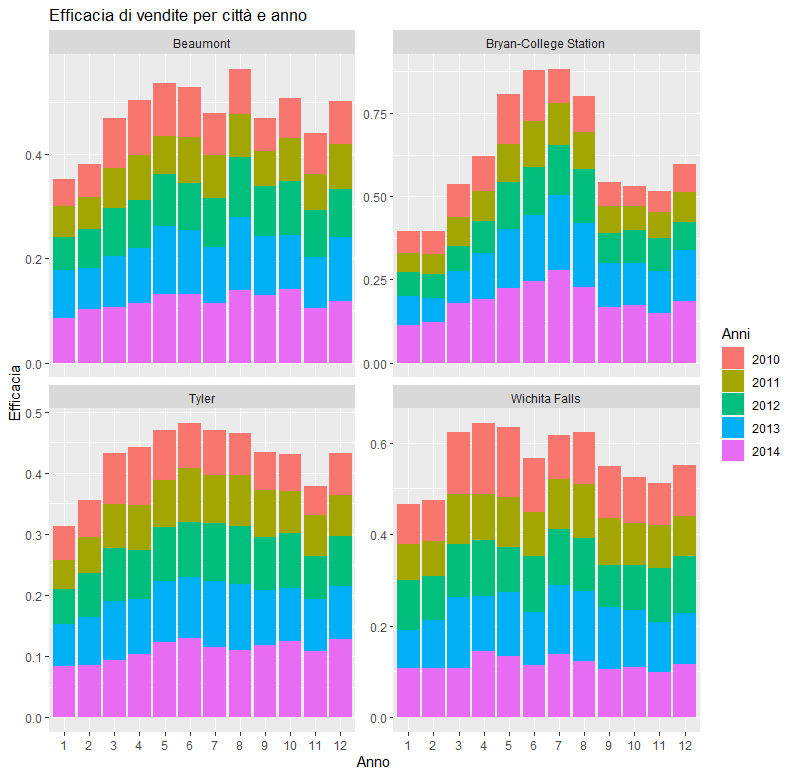 Efficacia di vendite per città e anno
Beaumont
Bryan-College Station
0.4
0.2
0.0
0.75
0.50
0.25
0.00
Efficacia
Tyler
Wichita Falls
0.5
0.4
0.3
0.2
0.1
0.0
0.6
0.4
0.2
0.0
1 2 3 4 5 6 7 8 9 10 11 12
1 2 3 4 5 6 7 8 9 10 11 12
Anno
Anni
2010
2011
2012
2013
2014